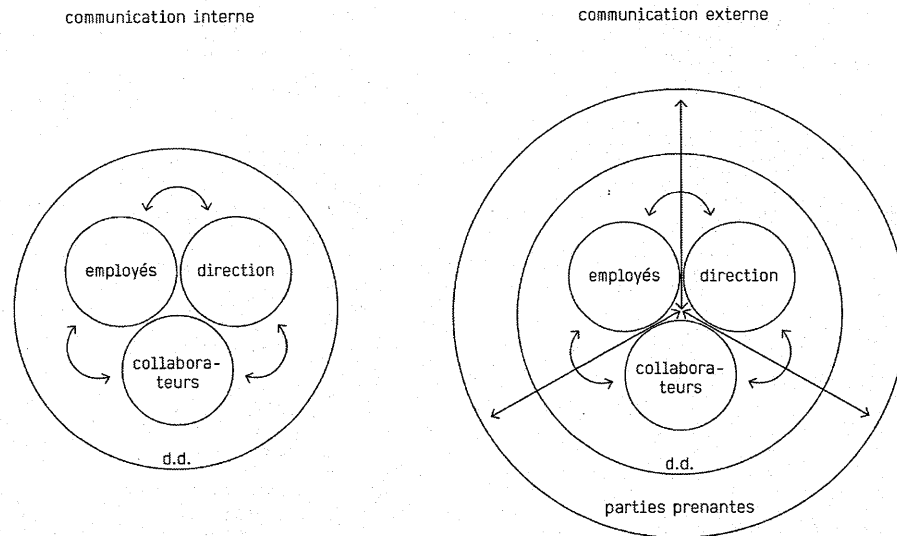 communication interne
communication externe
employés
direction
collabora-
teurs
d.d.
employés
direction
collabora-
teurs
d.d.
parties prenantes